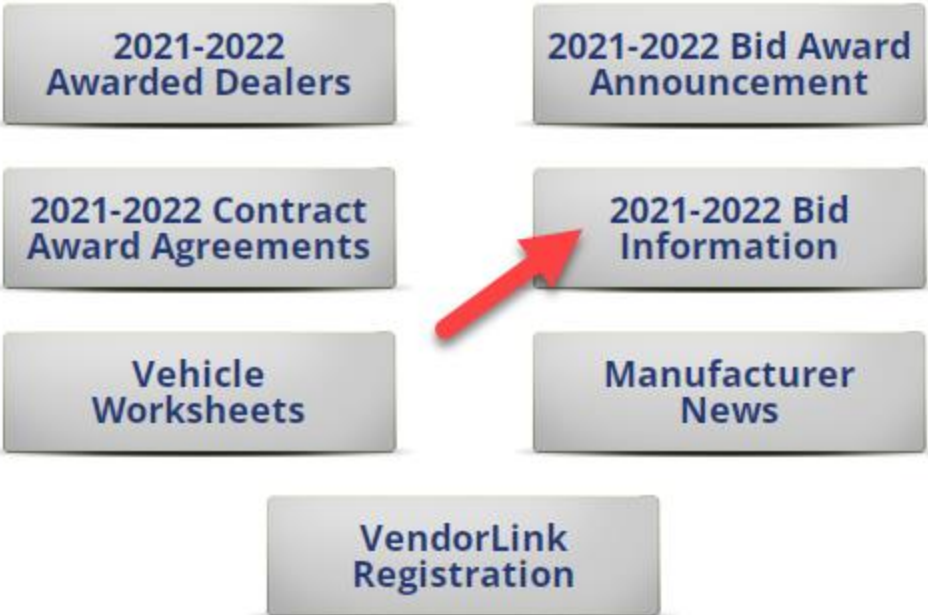 2021-2022
Awarded Dealers
2021-2022 Bid Award
Announcement
2021-2022 Contract
Award Agreements
2021-2022 Bid
Information
Vehicle
Worksheets
Manufacturer
News
VendorLink
Registration